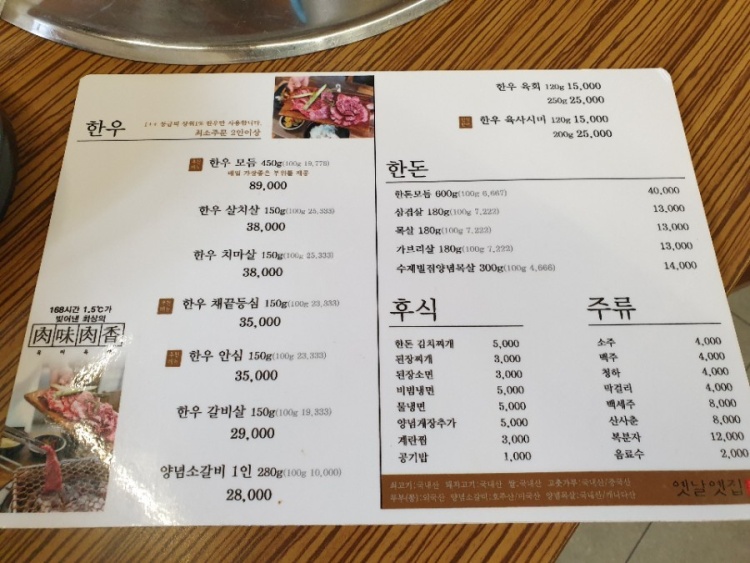 한우
1++ 등급에 상위1% 한우만 사용합니다.
최소주문 2인이상
한우 모듬 450g(100g 19,778)
매일 가장좋은 부위를 제공
89,000
한우 살치살 150g(100g 25,333)
38,000
한우 치마살 150g(100g 25,333)
38,000
한우 채끝등심 150g(100g 23,333)
35,000
한우 안심 150g(100g 23,333)
35,000
한우 갈비살 150g(100g 19,333)
29,000
양념소갈비 1인 280g(100g 10,000)
28,000
168시간 1.5℃가
빚어낸 최상의
肉味肉香
육미육향
한우 육회 120g 15,000
250g 25,000
한우 육사시미 120g 15,000
200g 25,000
한돈
한돈모듬 600g(100g 6,667) 40,000
삼겹살 180g(100g 7,222) 13,000
목살 180g(100g 7,222) 13,000
가브리살 180g(100g 7,222) 13,000
수제벌집양념목살 300g(100g 4,666) 14,000
후식
한돈 김치찌개 5,000
된장찌개 3,000
된장소면 3,000
비빔냉면 5,000
물냉면 5,000
양념게장추가 5,000
계란찜 3,000
공기밥 1,000
주류
소주 4,000
맥주 4,000
청하 4,000
막걸리 4,000
백세주 8,000
산사춘 8,000
복분자 12,000
음료수 2,000
쇠고기:국내산 돼지고기:국내산 쌀:국내산 고춧가루:국내산/중국산
두부(콩):외국산 양념소갈비:호주산/미국산 양념목살:국내산/캐나다산
옛날옛집